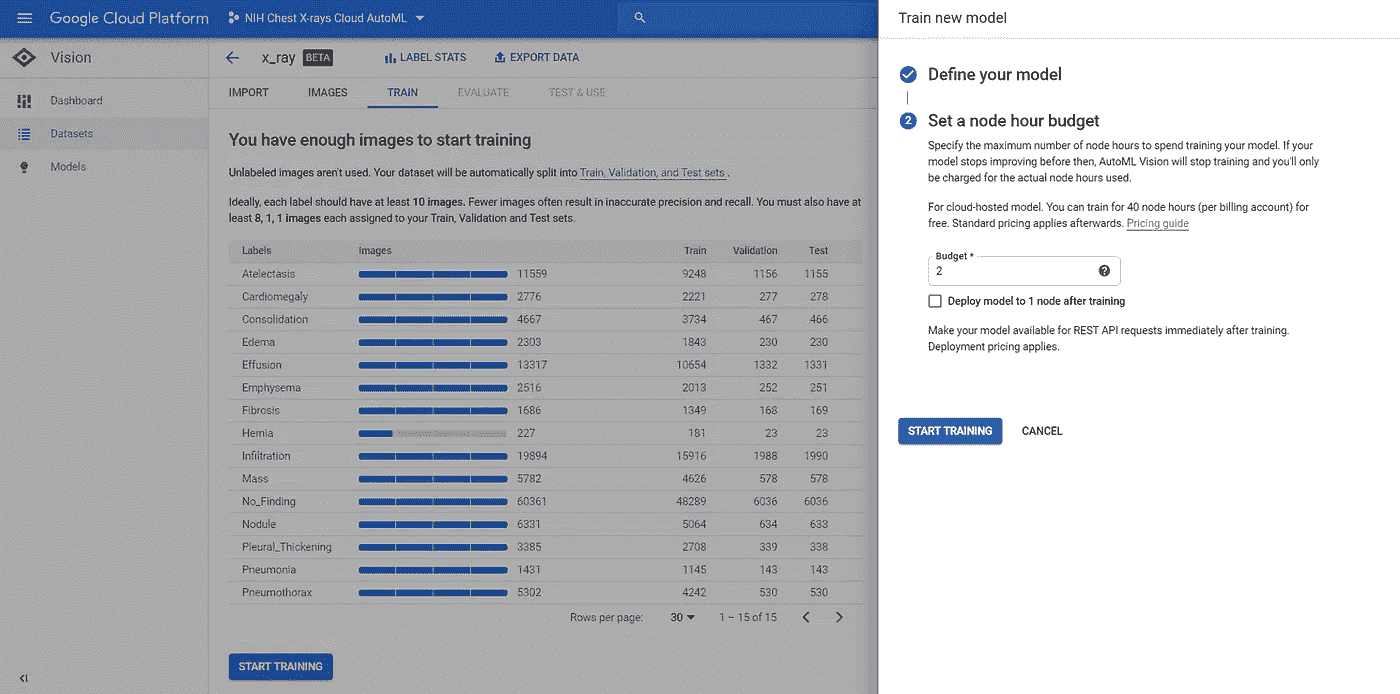 Google Cloud Platform
NIH Chest X-rays Cloud AutoML
Vision
Dashboard
Datasets
Models
x_ray BETA
LABEL STATS
EXPORT DATA
IMPORT
IMAGES
TRAIN
EVALUATE
TEST & USE
You have enough images to start training
Unlabeled images aren't used. Your dataset will be automatically split into Train, Validation, and Test sets .
Ideally, each label should have at least 10 images. Fewer images often result in inaccurate precision and recall. You must also have at
least 8, 1, 1 images each assigned to your Train, Validation and Test sets.
Labels Images Train Validation Test
Atelectasis 11559 9248 1156 1155
Cardiomegaly 2776 2221 277 278
Consolidation 4667 3734 467 466
Edema 2303 1843 230 230
Effusion 13317 10654 1332 1331
Emphysema 2516 2013 252 251
Fibrosis 1686 1349 168 169
Hernia 227 181 23 23
Infiltration 19894 15916 1988 1990
Mass 5782 4626 578 578
No_Finding 60361 48289 6036 6036
Nodule 6331 5064 634 633
Pleural_Thickening 3385 2708 339 338
Pneumonia 1431 1145 143 143
Pneumothorax 5302 4242 530 530
Rows per page: 30 1 – 15 of 15
START TRAINING
Train new model
Define your model
2 Set a node hour budget
Specify the maximum number of node hours to spend training your model. If your
model stops improving before then, AutoML Vision will stop training and you'll only
be charged for the actual node hours used.
For cloud-hosted model. You can train for 40 node hours (per billing account) for
free. Standard pricing applies afterwards. Pricing guide
Budget *
2
Deploy model to 1 node after training
Make your model available for REST API requests immediately after training.
Deployment pricing applies.
START TRAINING
CANCEL